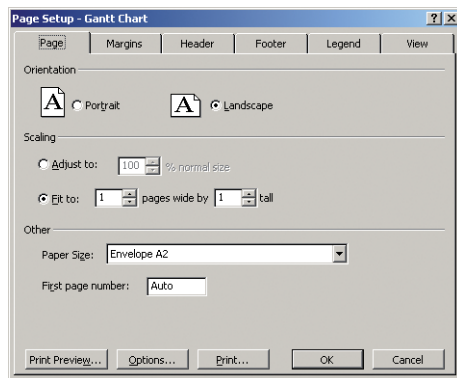 Page Setup - Gantt Chart
Page Margins Header Footer Legend View
Orientation
A Portrait A Landscape
Scaling
Adjust to: 100 % normal size
Fit to: 1 pages wide by 1 tall
Other
Paper Size: Envelope A2
First page number: Auto
Print Preview... Options... Print... OK Cancel